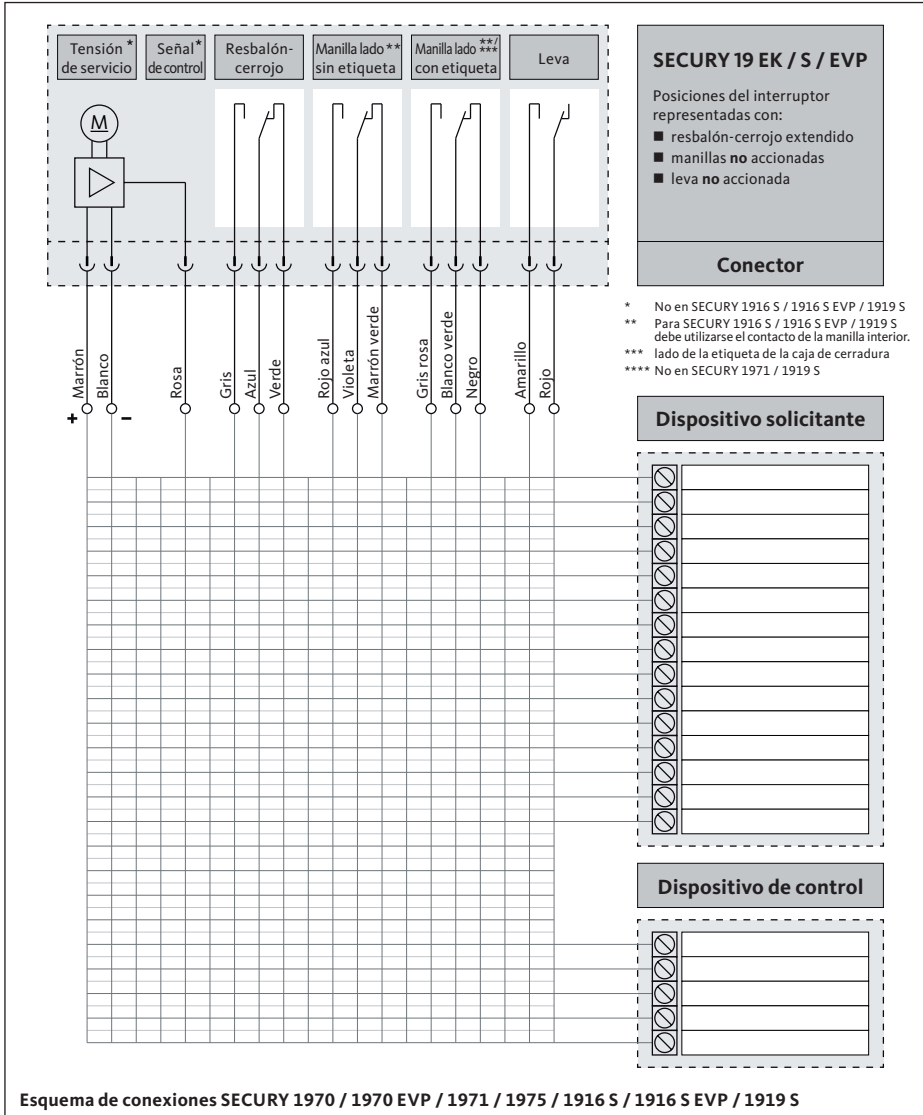 Tensión *
de servicio
Señal*
de control
Resbalón-
cerrojo
Manilla lado **
sin etiqueta
Manilla lado **/
***
con etiqueta
Leva
M
SECURY 19 EK / S / EVP
Posiciones del interruptor
representadas con:
■ resbalón-cerrojo extendido
■ manillas no accionadas
■ leva no accionada
Conector
* No en SECURY 1916 S / 1916 S EVP / 1919 S
** Para SECURY 1916 S / 1916 S EVP / 1919 S
debe utilizarse el contacto de la manilla interior.
*** lado de la etiqueta de la caja de cerradura
**** No en SECURY 1971 / 1919 S
Marrón
Blanco
Rosa
Gris
Azul
Verde
Rojo azul
Violeta
Marrón verde
Gris rosa
Blanco verde
Negro
Amarillo
Rojo
+
–
Dispositivo solicitante
Dispositivo de control
Esquema de conexiones SECURY 1970 / 1970 EVP / 1971 / 1975 / 1916 S / 1916 S EVP / 1919 S